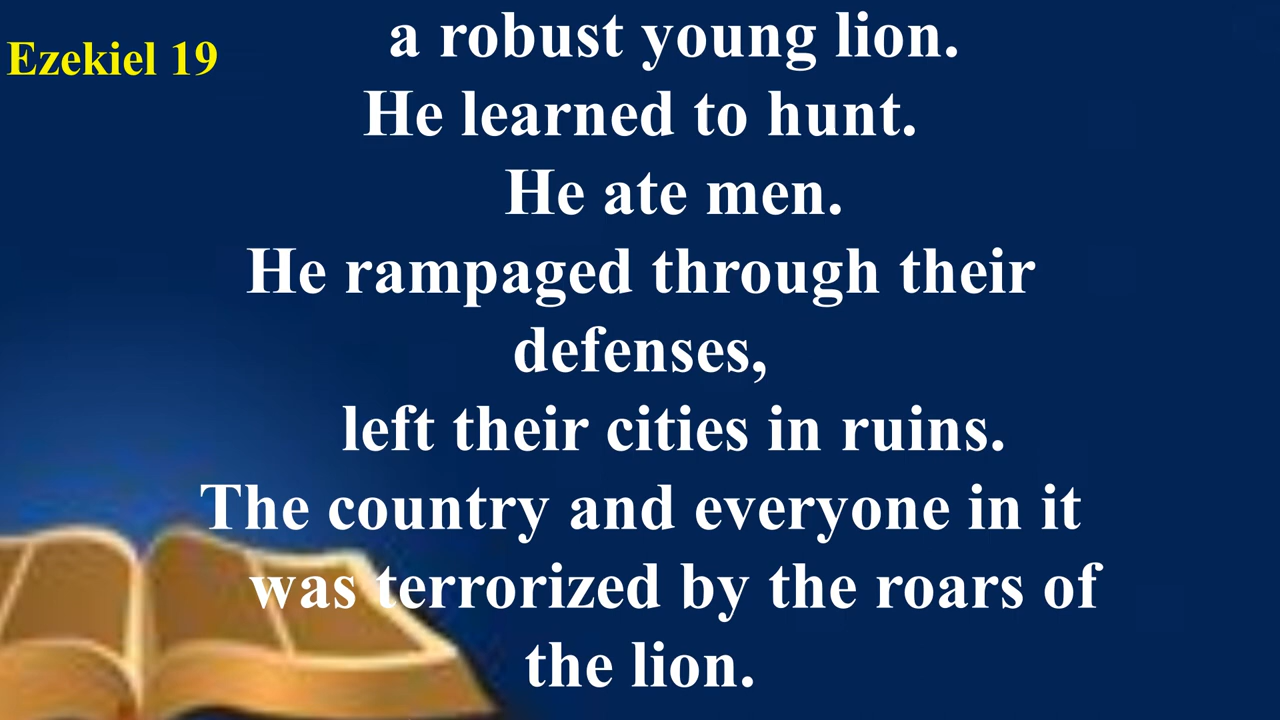 Ezekiel 19
a robust young lion.
He learned to hunt.
He ate men.
He rampaged through their
defenses,
left their cities in ruins.
The country and everyone in it
was terrorized by the roars of
the lion.